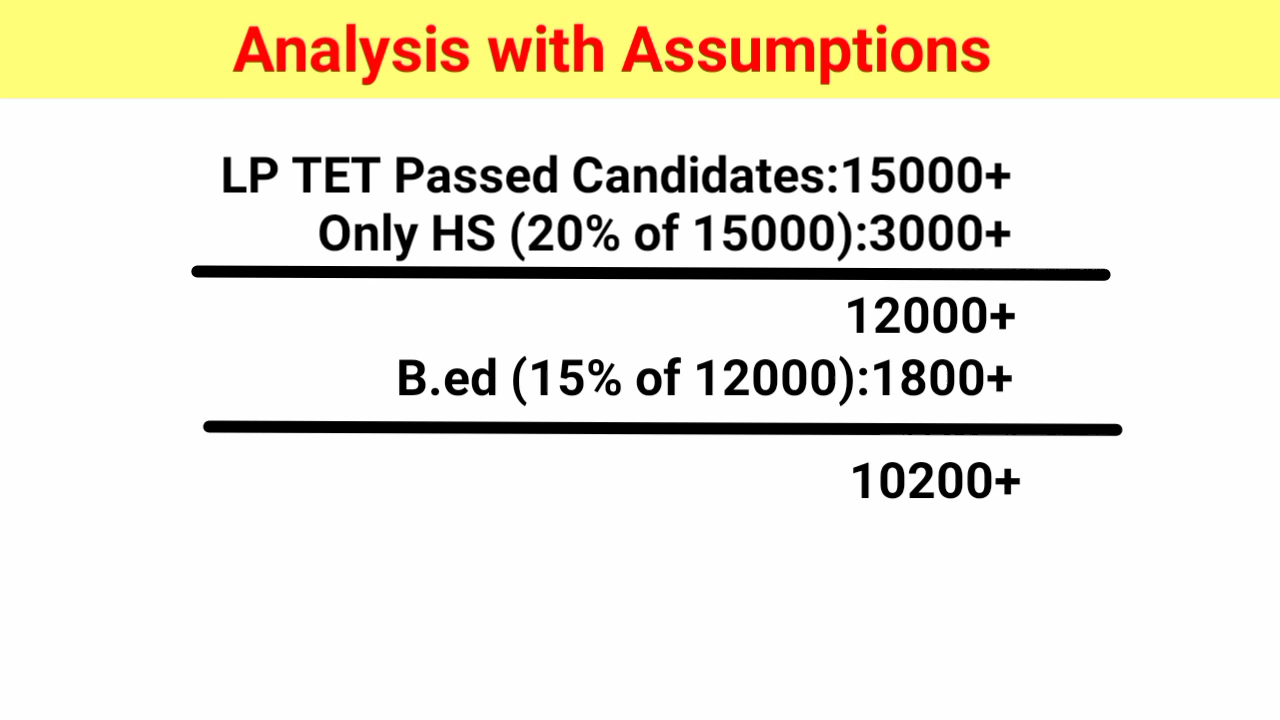 Analysis with Assumptions
LP TET Passed Candidates:15000+
Only HS (20% of 15000):3000+
12000+
B.ed (15% of 12000):1800+
10200+